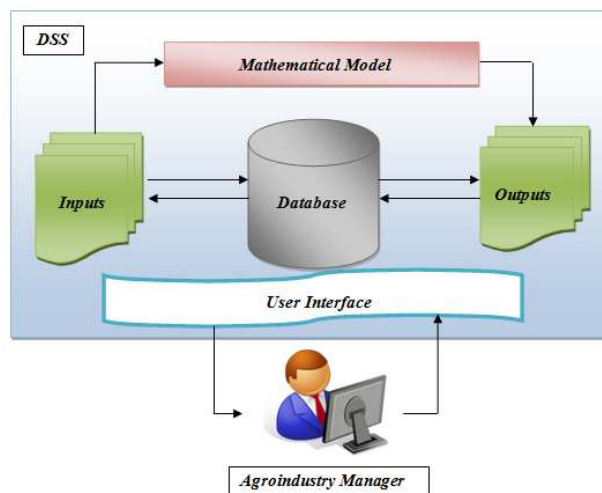 DSS
Mathematical Model
Inputs
Database
Outputs
User Interface
Agroindustry Manager